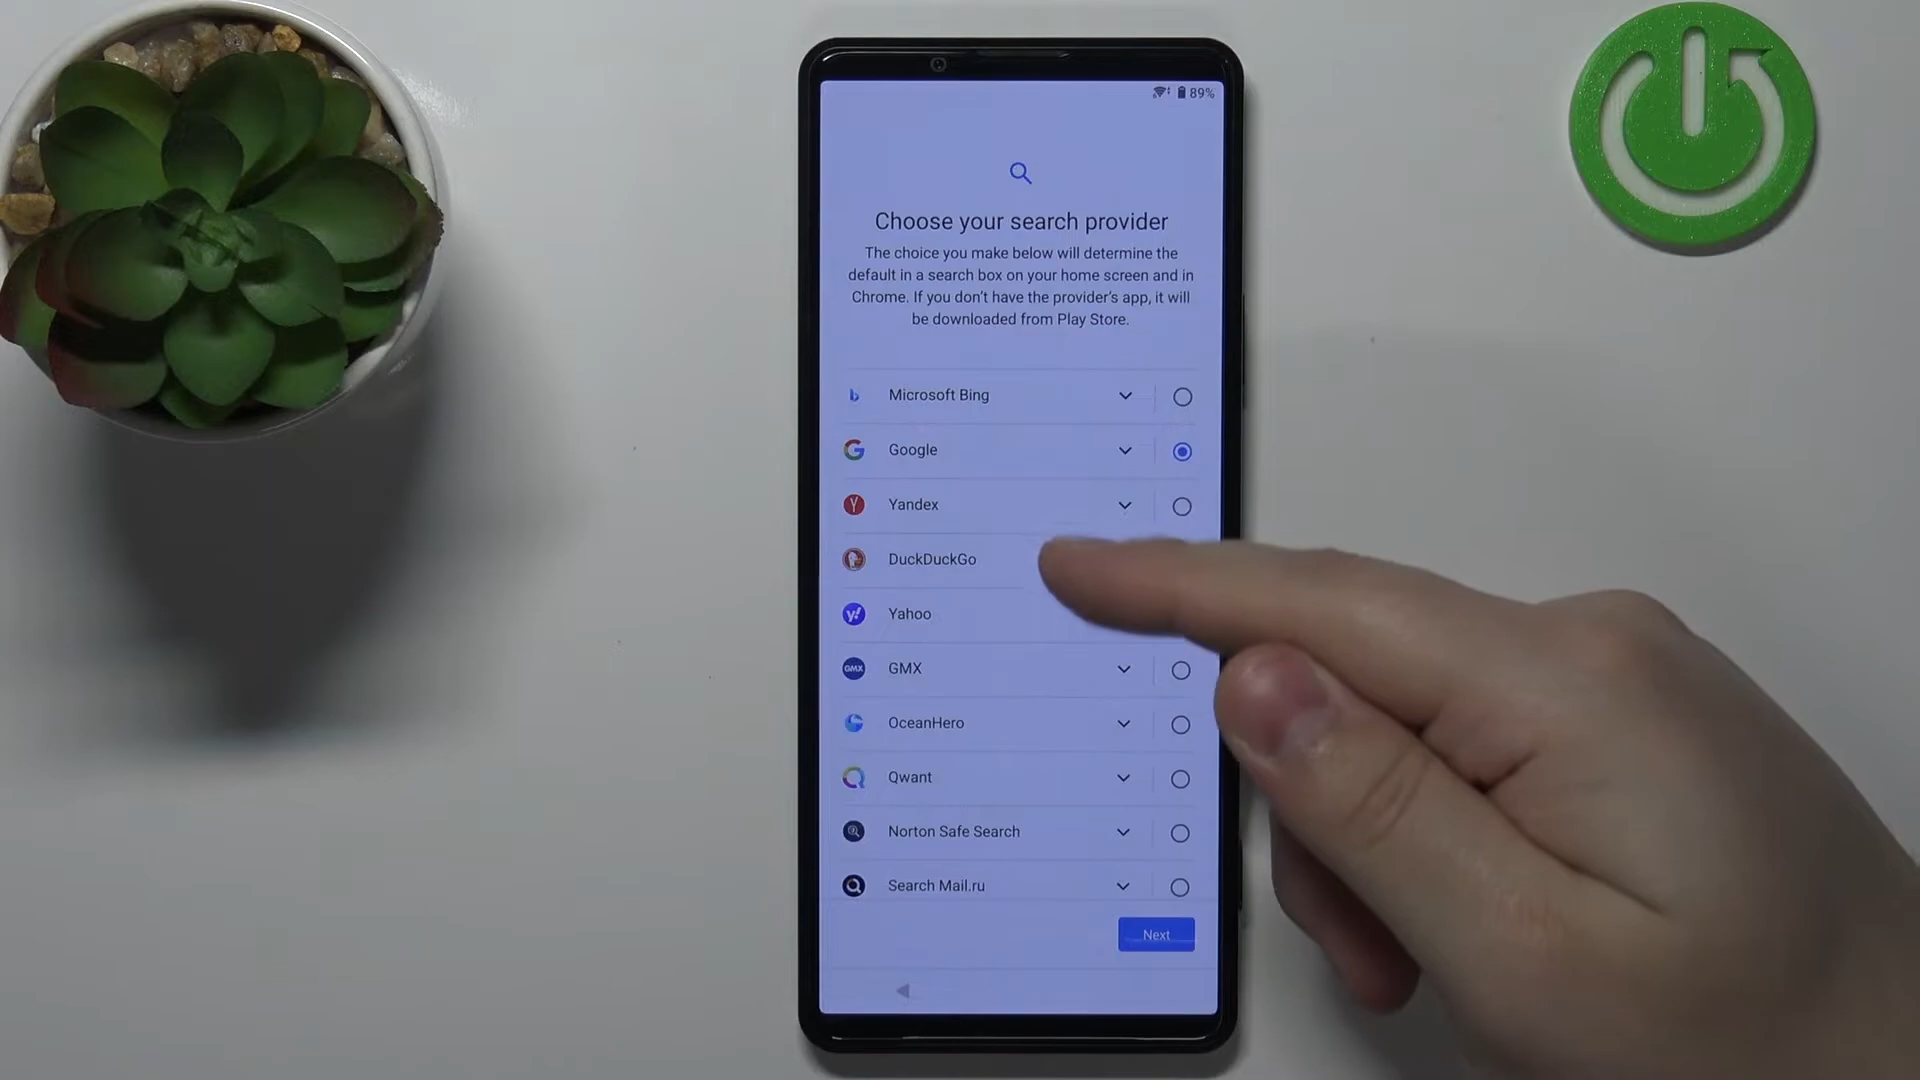 89%
Choose your search provider
The choice you make below will determine the
default in a search box on your home screen and in
Chrome. If you don't have the provider's app, it will
be downloaded from Play Store.
b Microsoft Bing
G Google
Y Yandex
DuckDuckGo
y! Yahoo
GMX GMX
OceanHero
Qwant
Norton Safe Search
Search Mail.ru
Next